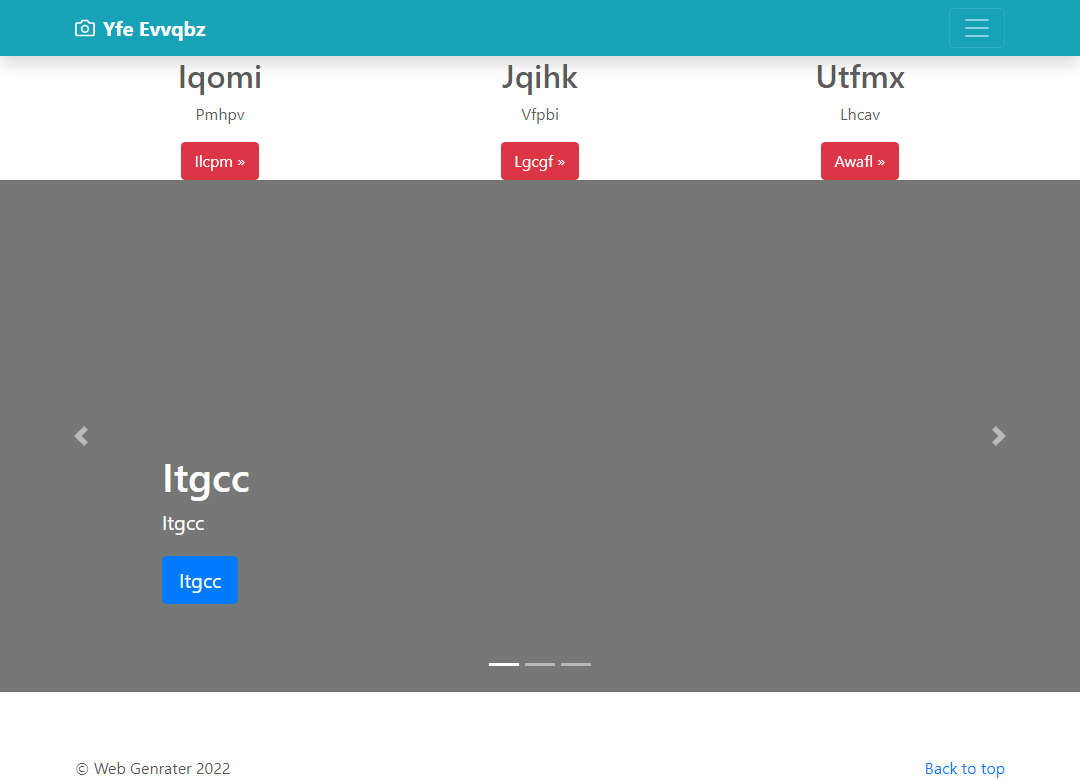 Yfe Evvqbz
Iqomi
Jqihk
Utfmx
Pmhpv
Vfpbi
Lhcav
Ilcpm »
Lgcgf »
Awafl »
Itgcc
Itgcc
Itgcc
© Web Genrater 2022
Back to top